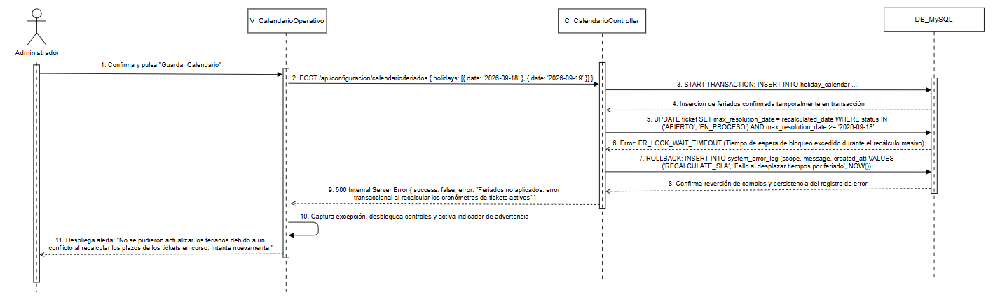 V_CalendarioOperativo
C_CalendarioController
DB_MySQL
Administrador
1. Confirma y pulsa "Guardar Calendario"
2. POST /api/configuracion/calendario/feriados { holidays: [{ date: '2026-09-18' }, { date: '2026-09-19' }] }
3. START TRANSACTION; INSERT INTO holiday_calendar ...;
4. Inserción de feriados confirmada temporalmente en transacción
5. UPDATE ticket SET max_resolution_date = recalculated_date WHERE status IN
('ABIERTO', 'EN_PROCESO') AND max_resolution_date >= '2026-09-18'
6. Error: ER_LOCK_WAIT_TIMEOUT (Tiempo de espera de bloqueo excedido durante el recálculo masivo)
7. ROLLBACK; INSERT INTO system_error_log (scope, message, created_at) VALUES
('RECALCULATE_SLA', 'Fallo al desplazar tiempos por feriado', NOW());
8. Confirma reversión de cambios y persistencia del registro de error
9. 500 Internal Server Error { success: false, error: "Feriados no aplicados: error
transaccional al recalcular los cronómetros de tickets activos" }
10. Captura excepción, desbloquea controles y activa indicador de advertencia
11. Despliega alerta: "No se pudieron actualizar los feriados debido a un
conflicto al recalcular los plazos de los tickets en curso. Intente nuevamente."